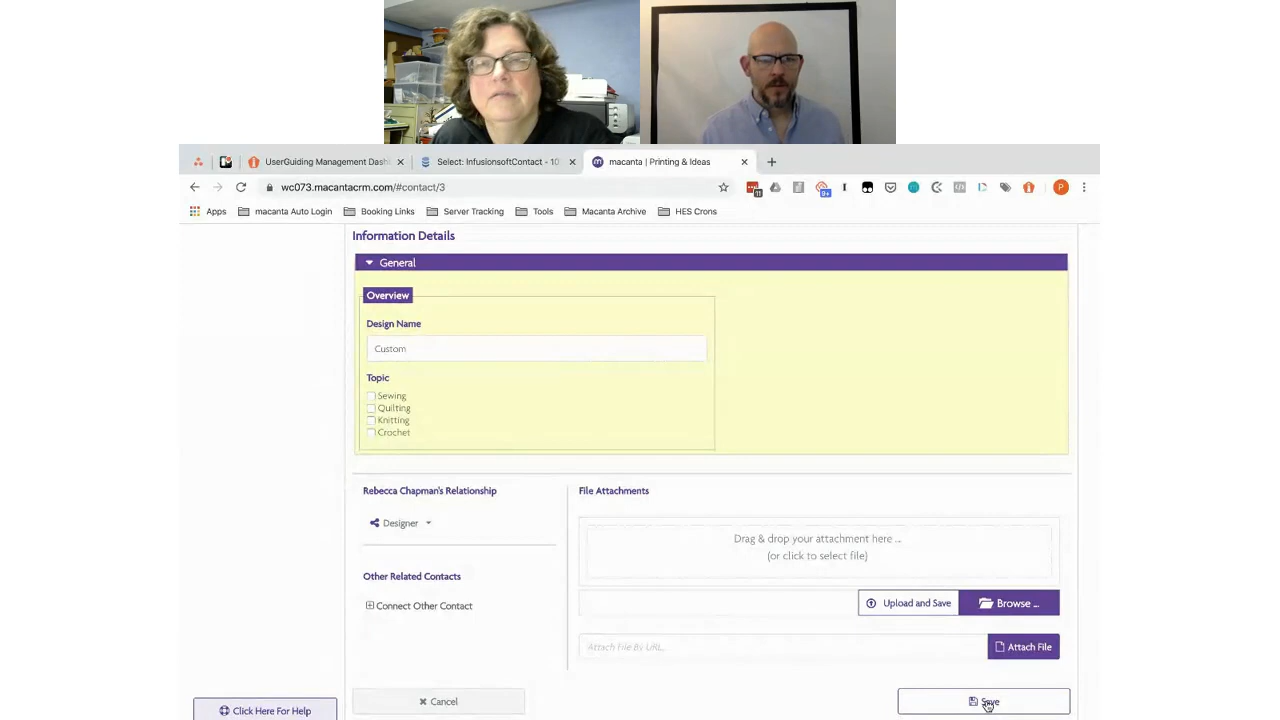 UserGuiding Management Dash
Select: InfusionsoftContact - 10
macanta | Printing & Ideas
wc073.macantacrm.com/#contact/3
11
9+
P
Apps
macanta Auto Login
Booking Links
Server Tracking
Tools
Macanta Archive
HES Crons
Information Details
General
Overview
Design Name
Custom
Topic
Sewing
Quilting
Knitting
Crochet
Rebecca Chapman's Relationship
File Attachments
Designer
Drag & drop your attachment here ...
(or click to select file)
Other Related Contacts
Connect Other Contact
Upload and Save
Browse ...
Attach File By URL...
Attach File
Cancel
Save
Click Here For Help